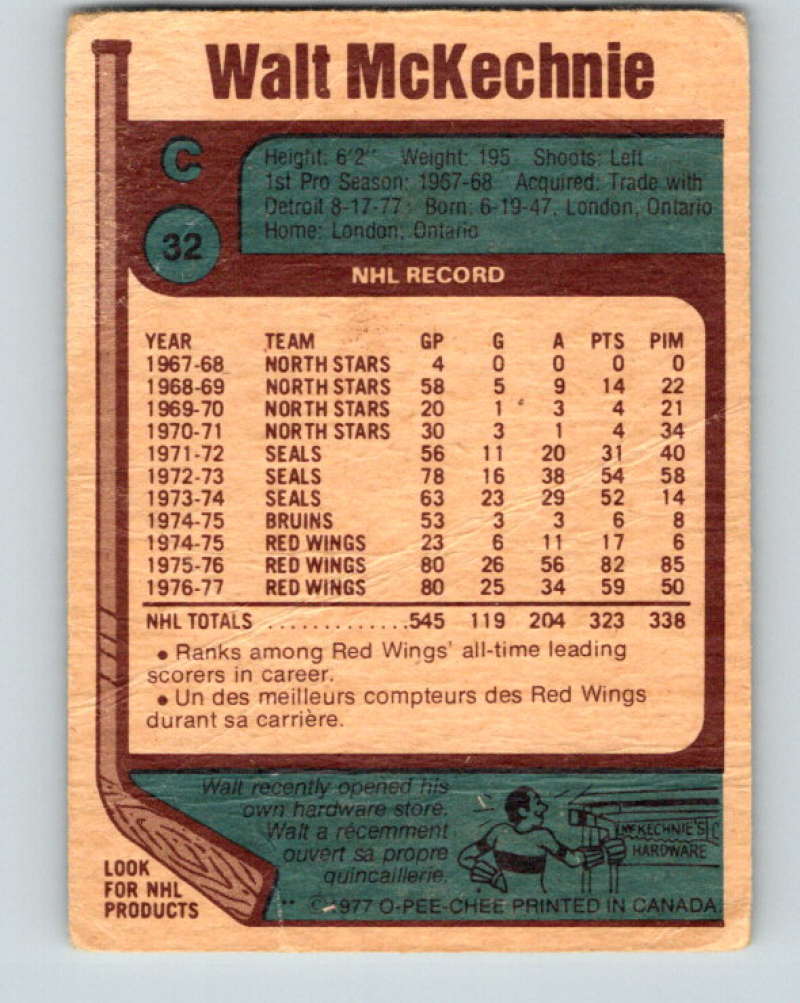 Walt McKechnie
C
32
Height: 6'2" Weight: 195 Shoots: Left
1st Pro Season: 1967-68 Acquired: Trade with
Detroit 8-17-77 Born: 6-19-47, London, Ontario
Home: London, Ontario
NHL RECORD
YEAR TEAM GP G A PTS PIM
1967-68 NORTH STARS 4 0 0 0 0
1968-69 NORTH STARS 58 5 9 14 22
1969-70 NORTH STARS 20 1 3 4 21
1970-71 NORTH STARS 30 3 1 4 34
1971-72 SEALS 56 11 20 31 40
1972-73 SEALS 78 16 38 54 58
1973-74 SEALS 63 23 29 52 14
1974-75 BRUINS 53 3 3 6 8
1974-75 RED WINGS 23 6 11 17 6
1975-76 RED WINGS 80 26 56 82 85
1976-77 RED WINGS 80 25 34 59 50
NHL TOTALS .............545 119 204 323 338
• Ranks among Red Wings' all-time leading
scorers in career.
• Un des meilleurs compteurs des Red Wings
durant sa carrière.
Walt recently opened his
own hardware store.
Walt a récemment
ouvert sa propre
quincaillerie.
McKECHNIE'S
HARDWARE
LOOK
FOR NHL
PRODUCTS
** © 1977 O-PEE-CHEE PRINTED IN CANADA